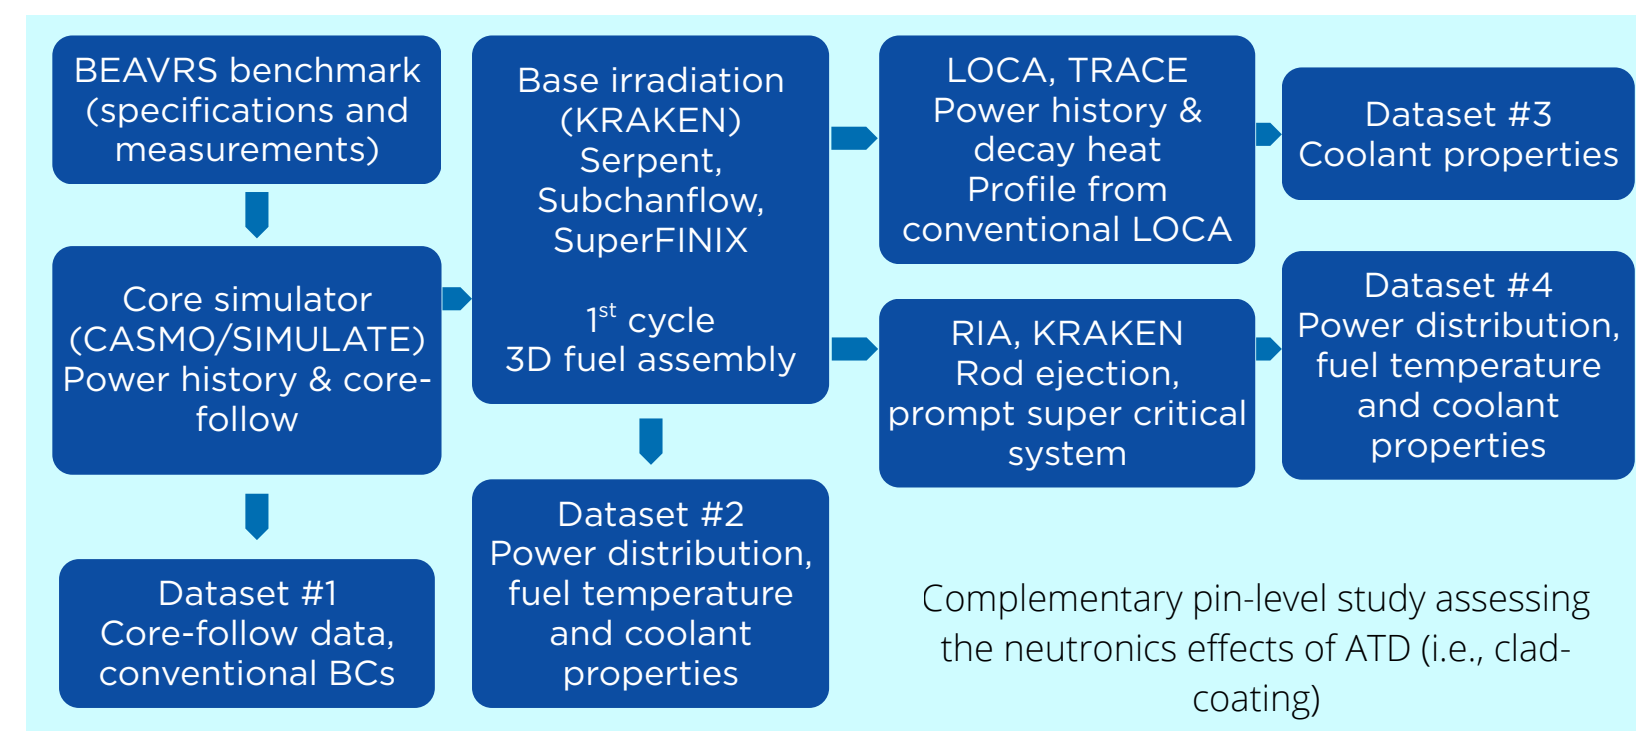 BEAVRS benchmark
(specifications and
measurements)
Core simulator
(CASMO/SIMULATE)
Power history & core-
follow
Dataset #1
Core-follow data,
conventional BCs
Base irradiation
(KRAKEN)
Serpent,
Subchanflow,
SuperFINIX
1st cycle
3D fuel assembly
Dataset #2
Power distribution,
fuel temperature
and coolant
properties
LOCA, TRACE
Power history &
decay heat
Profile from
conventional LOCA
Dataset #3
Coolant properties
RIA, KRAKEN
Rod ejection,
prompt super critical
system
Dataset #4
Power distribution,
fuel temperature
and coolant
properties
Complementary pin-level study assessing
the neutronics effects of ATD (i.e., clad-
coating)